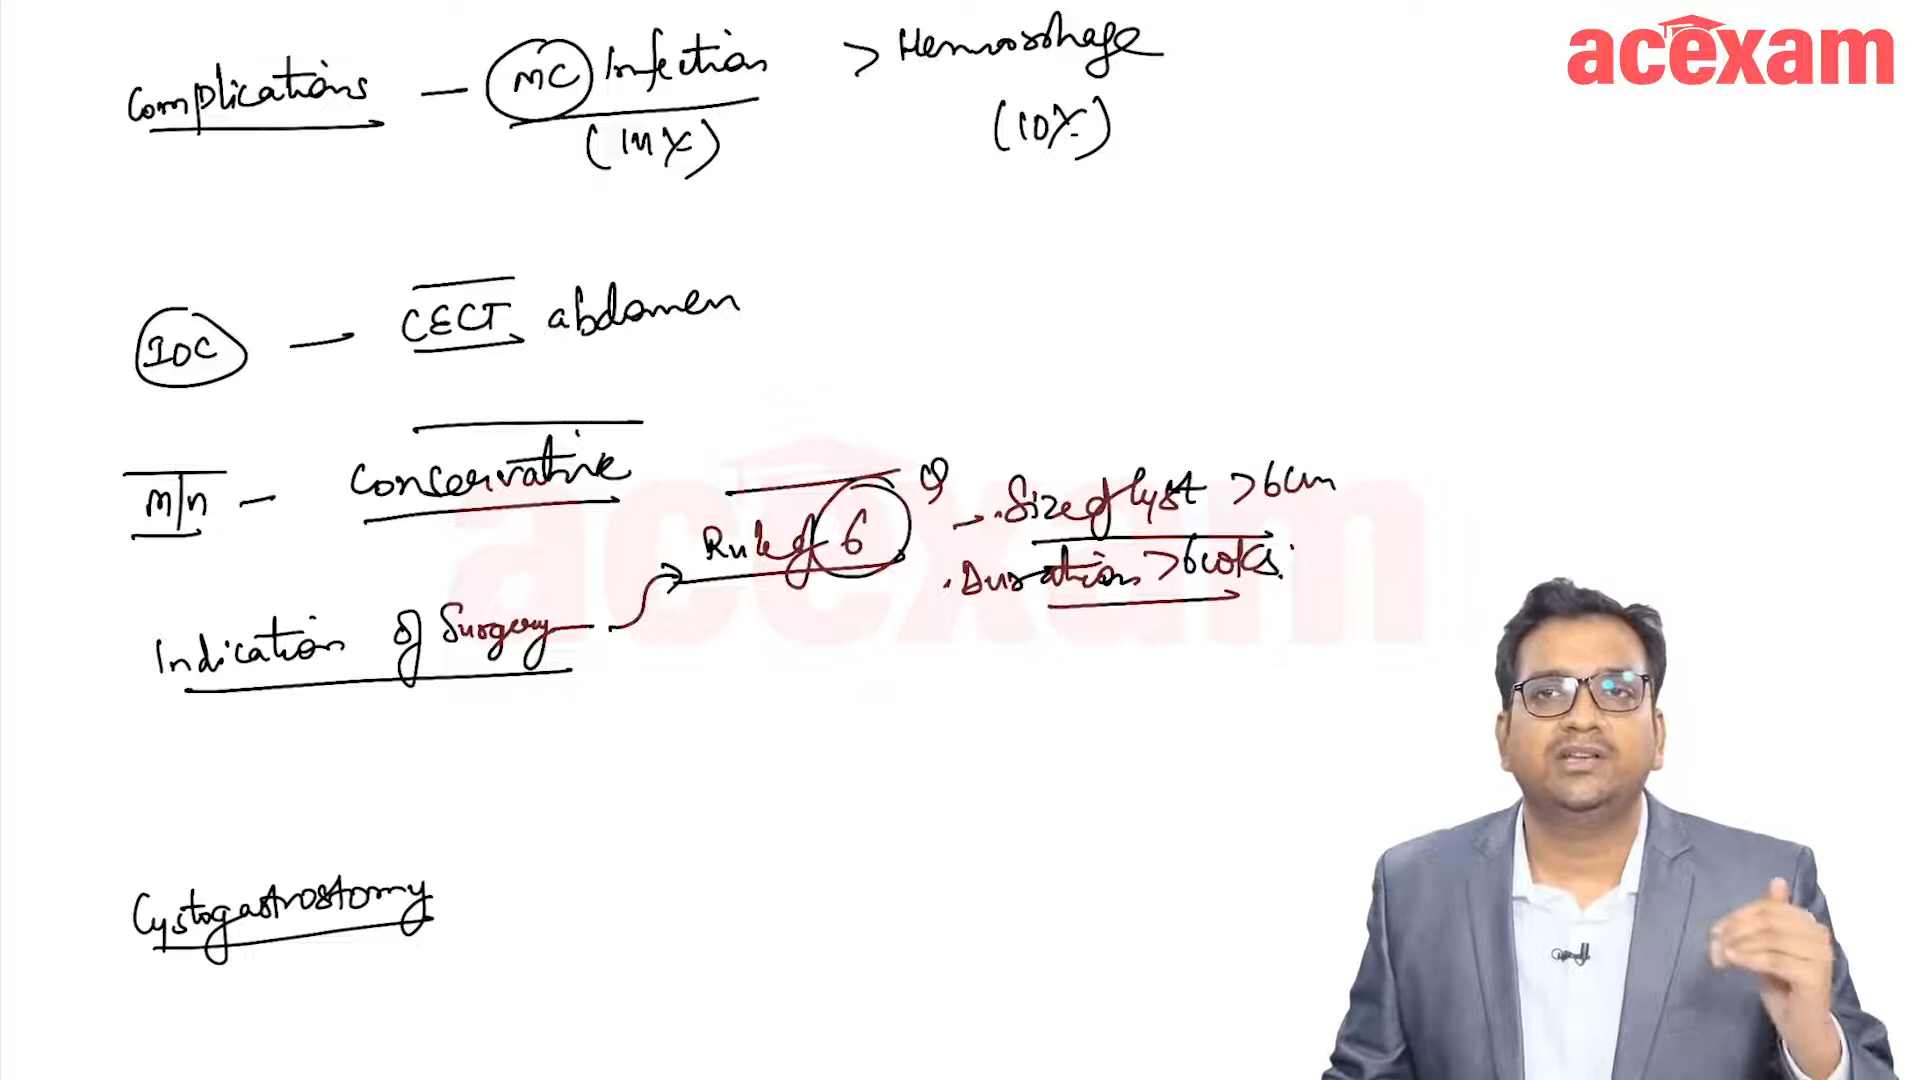 acexam
Complications — MC Infection > Hemorrhage
(14%) (10%)
IOC — CECT abdomen
M/n — Conservative
Rule of 6 — . Size of Cyst >6cm
. Duration >6wks.
Indication of Surgery
Cystogastrostomy